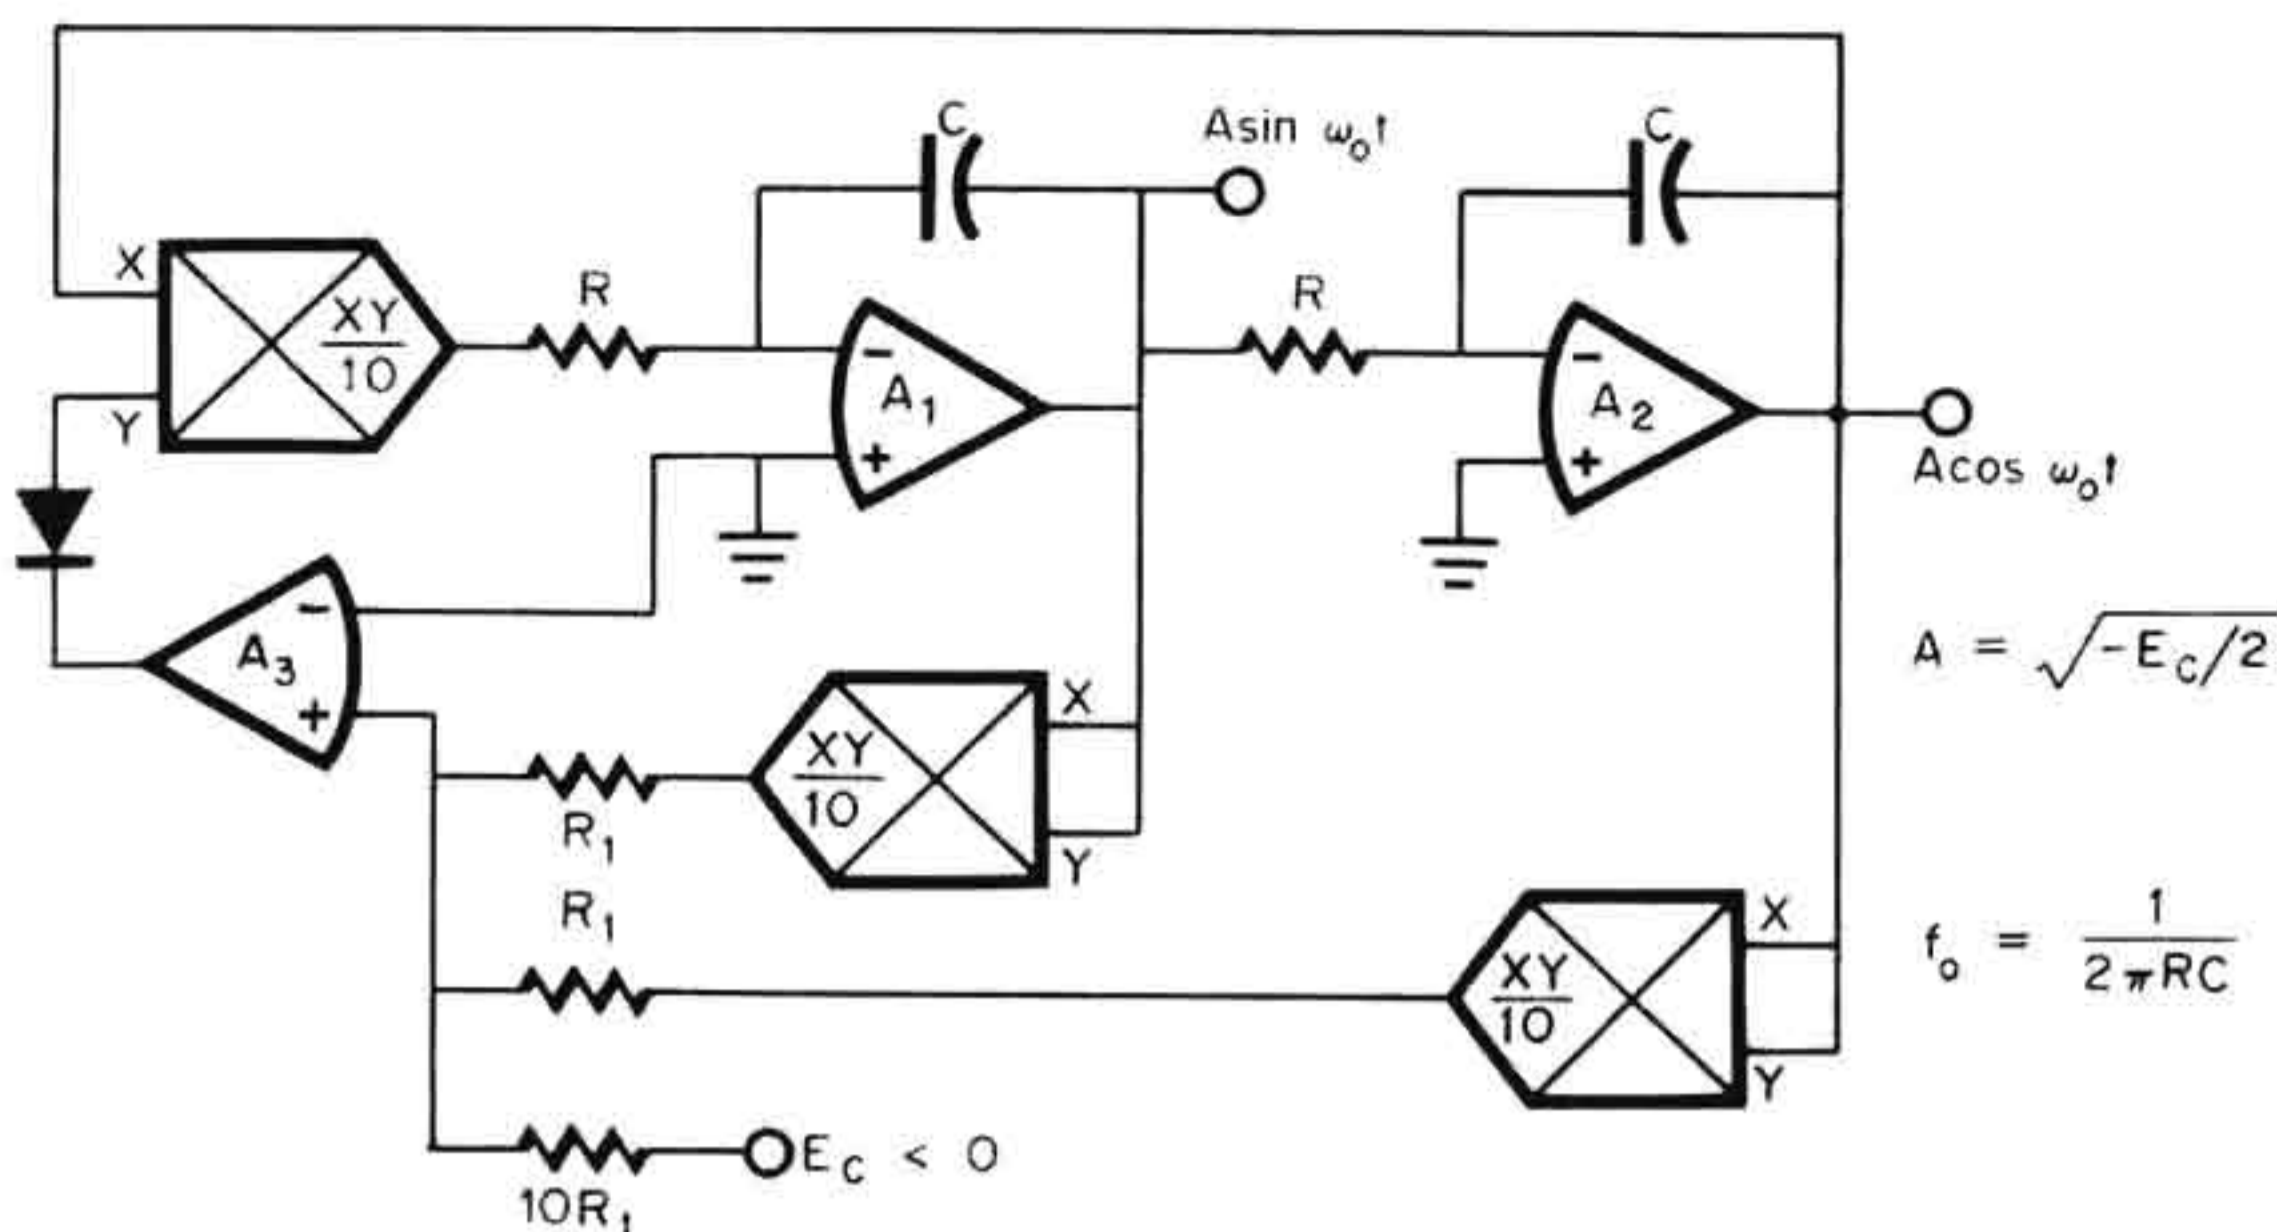 C
Asin ω₀t
C
X
XY
10
Y
R
-
A₁
+
R
-
A₂
+
Acos ω₀t
-
A₃
+
A = √-E_C/2
XY
10
X
Y
R₁
R₁
XY
10
X
Y
f₀ = 1
2πRC
E_C < 0
10R₁